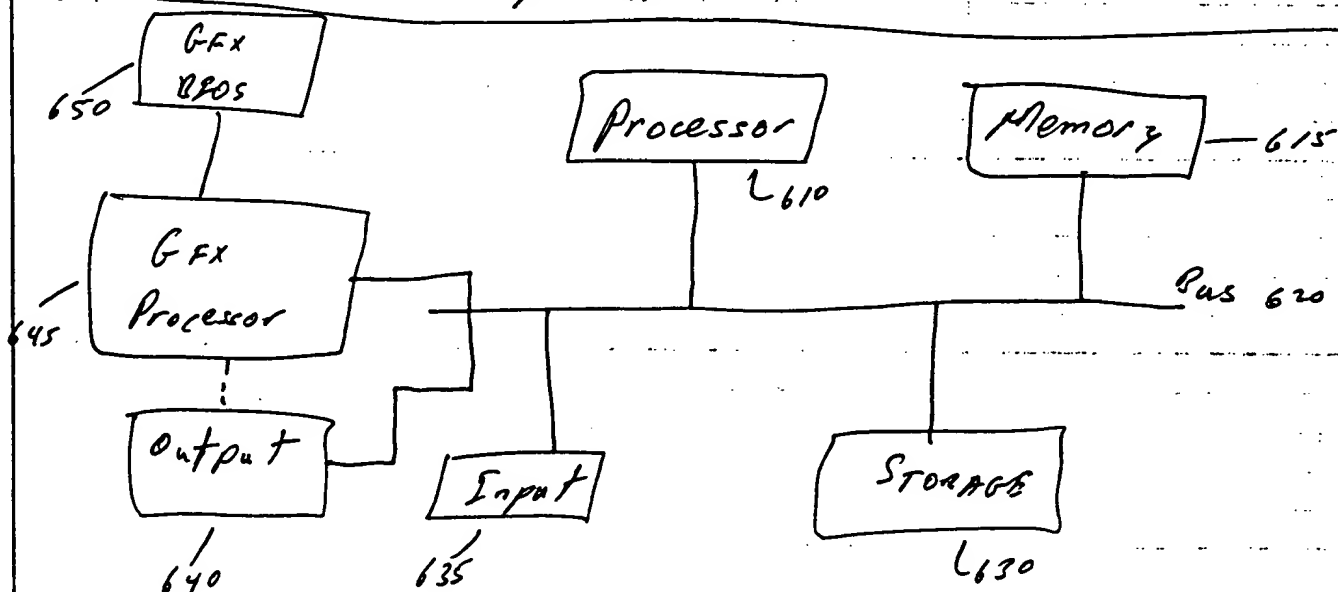 GFX
BIOS
650
Processor
610
Memory
615
GFX
Processor
645
Bus 620
Output
640
Input
635
STORAGE
630